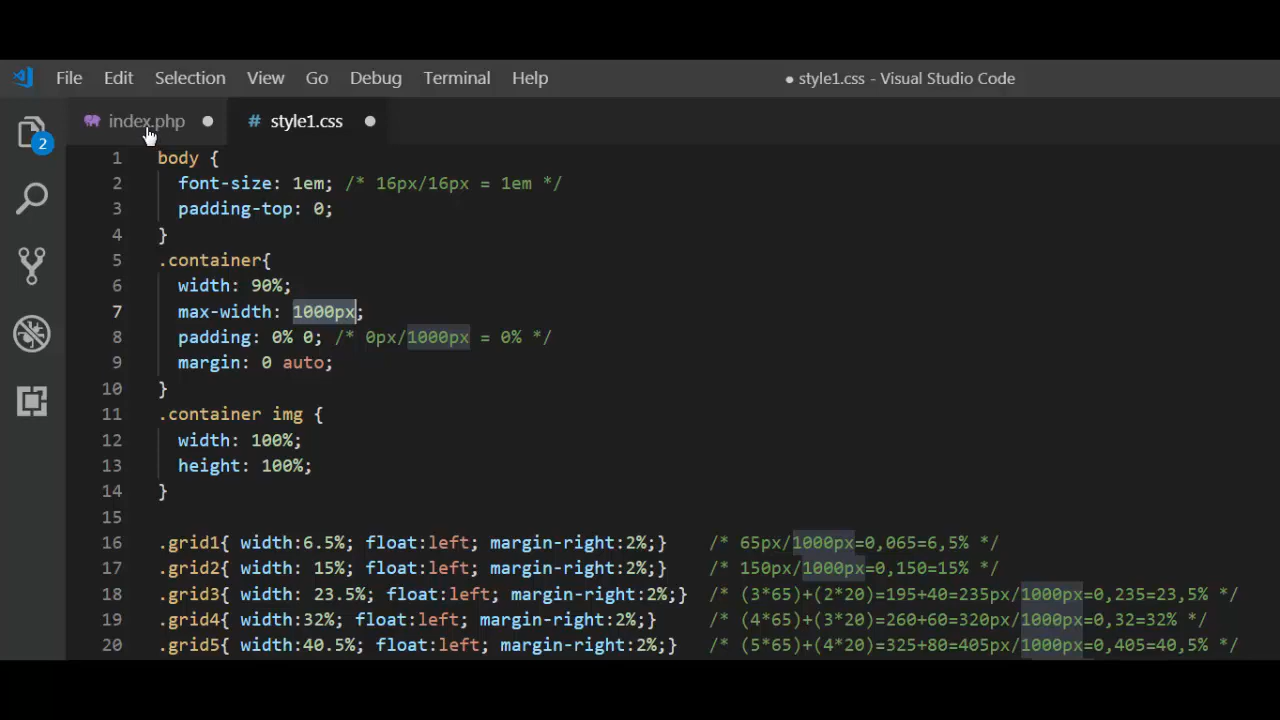 File Edit Selection View Go Debug Terminal Help ● style1.css - Visual Studio Code
index.php ● # style1.css ●
2
1 body {
2 font-size: 1em; /* 16px/16px = 1em */
3 padding-top: 0;
4 }
5 .container{
6 width: 90%;
7 max-width: 1000px;
8 padding: 0% 0; /* 0px/1000px = 0% */
9 margin: 0 auto;
10 }
11 .container img {
12 width: 100%;
13 height: 100%;
14 }
15
16 .grid1{ width:6.5%; float:left; margin-right:2%;} /* 65px/1000px=0,065=6,5% */
17 .grid2{ width: 15%; float:left; margin-right:2%;} /* 150px/1000px=0,150=15% */
18 .grid3{ width: 23.5%; float:left; margin-right:2%;} /* (3*65)+(2*20)=195+40=235px/1000px=0,235=23,5% */
19 .grid4{ width:32%; float:left; margin-right:2%;} /* (4*65)+(3*20)=260+60=320px/1000px=0,32=32% */
20 .grid5{ width:40.5%; float:left; margin-right:2%;} /* (5*65)+(4*20)=325+80=405px/1000px=0,405=40,5% */